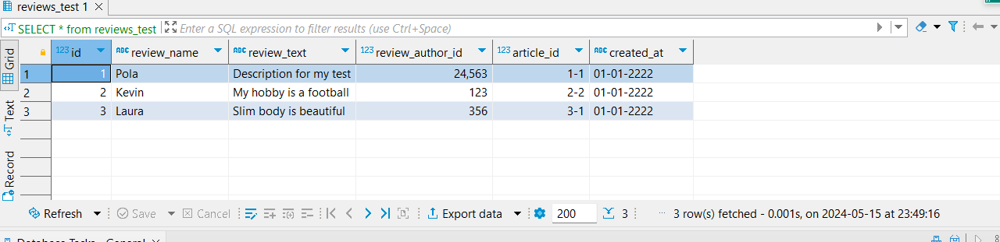 reviews_test 1
SELECT * from reviews_test Enter a SQL expression to filter results (use Ctrl+Space)
Grid
Text
Record
123 id ABC review_name ABC review_text 123 review_author_id 123 article_id ABC created_at
1 1 Pola Description for my test 24,563 1-1 01-01-2222
2 2 Kevin My hobby is a football 123 2-2 01-01-2222
3 3 Laura Slim body is beautiful 356 3-1 01-01-2222
Refresh Save Cancel Export data 200 3 3 row(s) fetched - 0.001s, on 2024-05-15 at 23:49:16
Database Tasks - General